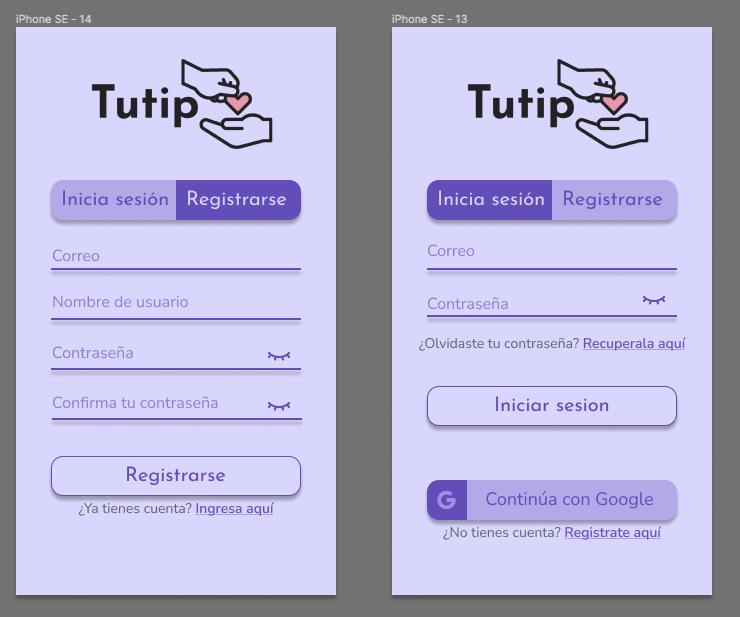 iPhone SE - 14
Tutip
Inicia sesión Registrarse
Correo
Nombre de usuario
Contraseña
Confirma tu contraseña
Registrarse
¿Ya tienes cuenta? Ingresa aquí
iPhone SE - 13
Tutip
Inicia sesión Registrarse
Correo
Contraseña
¿Olvidaste tu contraseña? Recuperala aquí
Iniciar sesion
G Continúa con Google
¿No tienes cuenta? Registrate aquí